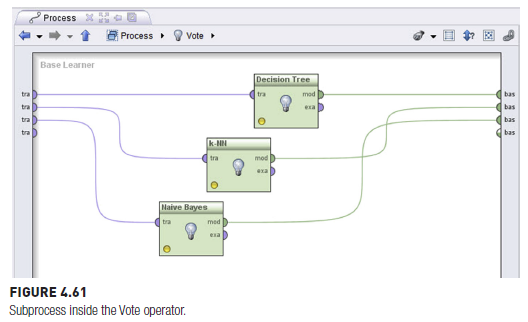 Process
Process
Vote
Base Learner
Decision Tree
tra
mod
exa
k-NN
tra
mod
exa
Naive Bayes
tra
mod
exa
tra
tra
tra
tra
bas
bas
bas
bas
FIGURE 4.61
Subprocess inside the Vote operator.